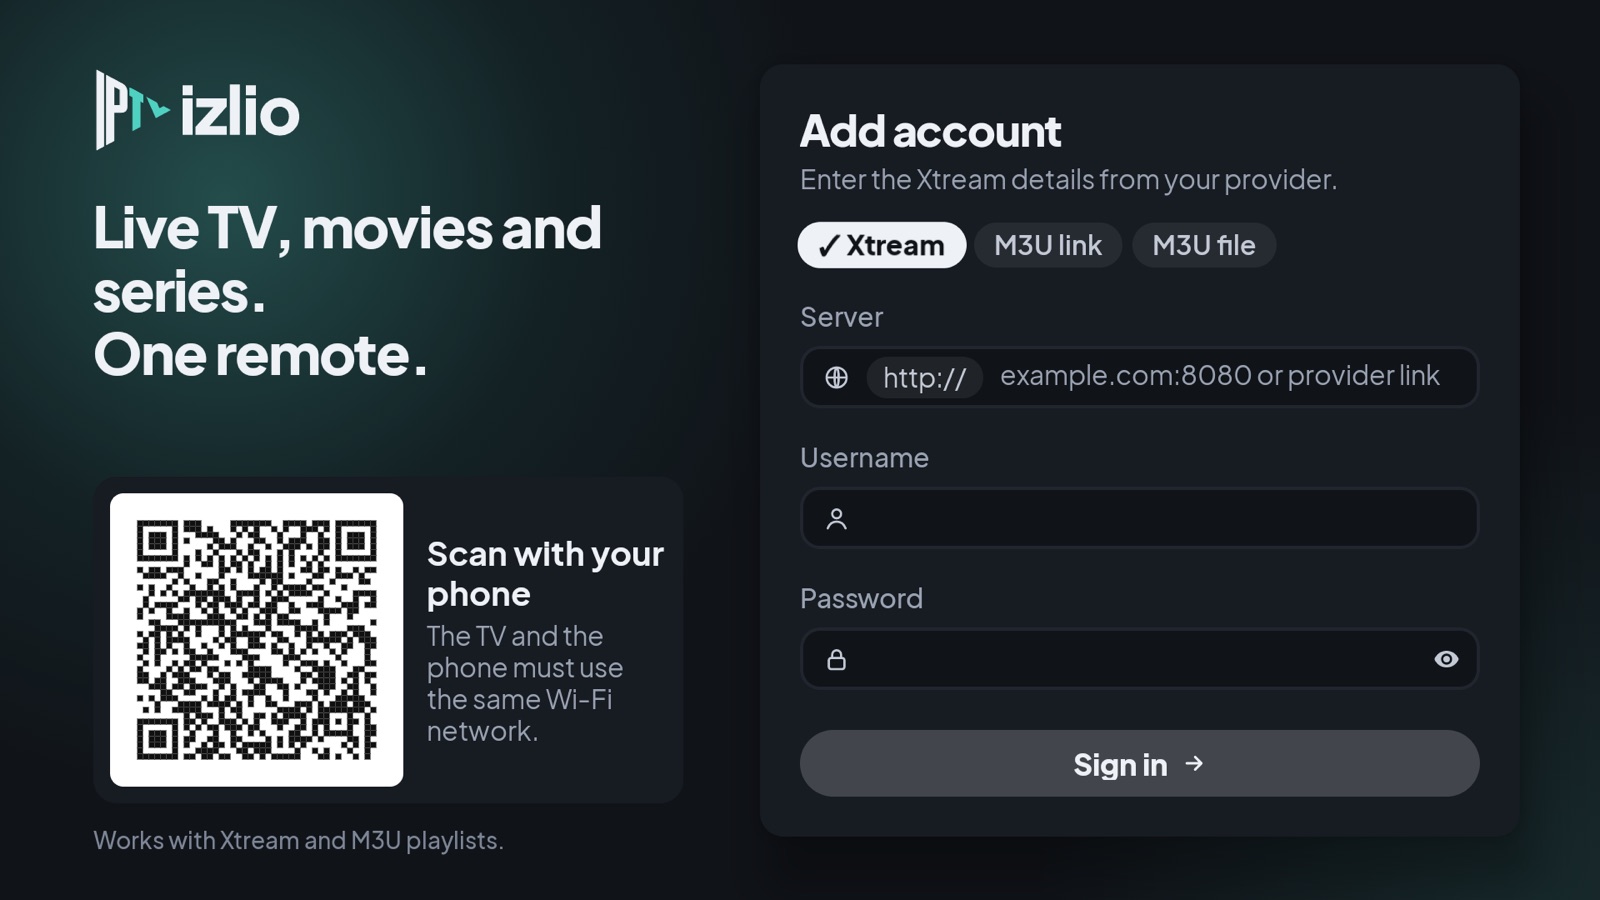 IPTV izlio
Live TV, movies and
series.
One remote.
Scan with your
phone
The TV and the
phone must use
the same Wi-Fi
network.
Works with Xtream and M3U playlists.
Add account
Enter the Xtream details from your provider.
✓ Xtream M3U link M3U file
Server
http:// example.com:8080 or provider link
Username
Password
Sign in →